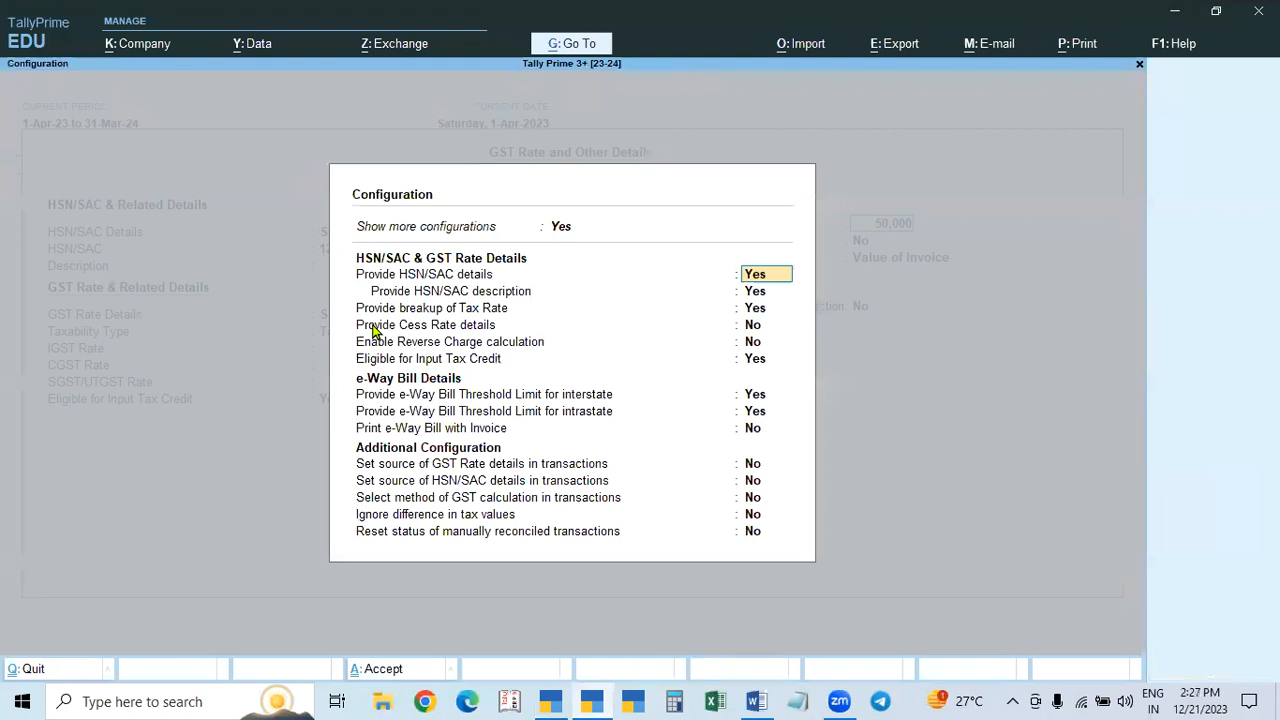 TallyPrime
EDU
MANAGE
K: Company
Y: Data
Z: Exchange
G: Go To
O: Import
E: Export
M: E-mail
P: Print
F1: Help
Configuration
Tally Prime 3+ [23-24]
CURRENT PERIOD
1-Apr-23 to 31-Mar-24
CURRENT DATE
Saturday, 1-Apr-2023
GST Rate and Other Details
HSN/SAC & Related Details
HSN/SAC Details :
HSN/SAC :
Description :
GST Rate & Related Details
GST Rate Details :
Taxability Type :
IGST Rate :
CGST Rate :
SGST/UTGST Rate :
Eligible for Input Tax Credit :
50,000
No
: Value of Invoice
: No
Configuration
Show more configurations : Yes
HSN/SAC & GST Rate Details
Provide HSN/SAC details : Yes
Provide HSN/SAC description : Yes
Provide breakup of Tax Rate : Yes
Provide Cess Rate details : No
Enable Reverse Charge calculation : No
Eligible for Input Tax Credit : Yes
e-Way Bill Details
Provide e-Way Bill Threshold Limit for interstate : Yes
Provide e-Way Bill Threshold Limit for intrastate : Yes
Print e-Way Bill with Invoice : No
Additional Configuration
Set source of GST Rate details in transactions : No
Set source of HSN/SAC details in transactions : No
Select method of GST calculation in transactions : No
Ignore difference in tax values : No
Reset status of manually reconciled transactions : No
Q: Quit
A: Accept
Type here to search
27°C
ENG
IN
2:27 PM
12/21/2023